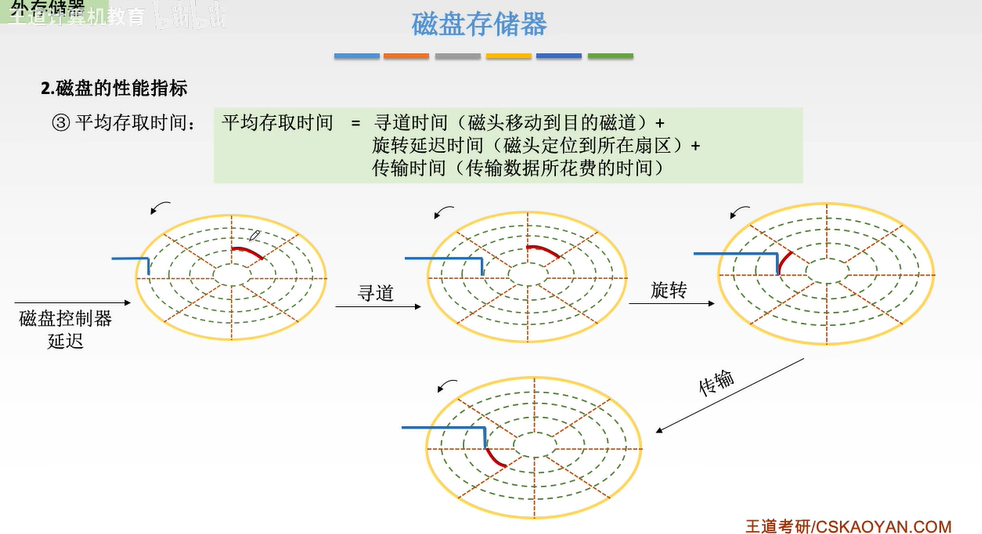 外存储器
王道计算机教育
磁盘存储器
2.磁盘的性能指标
③ 平均存取时间： 平均存取时间 = 寻道时间（磁头移动到目的磁道）+
旋转延迟时间（磁头定位到所在扇区）+
传输时间（传输数据所花费的时间）
磁盘控制器
延迟
寻道
旋转
传输
王道考研/CSKAOYAN.COM